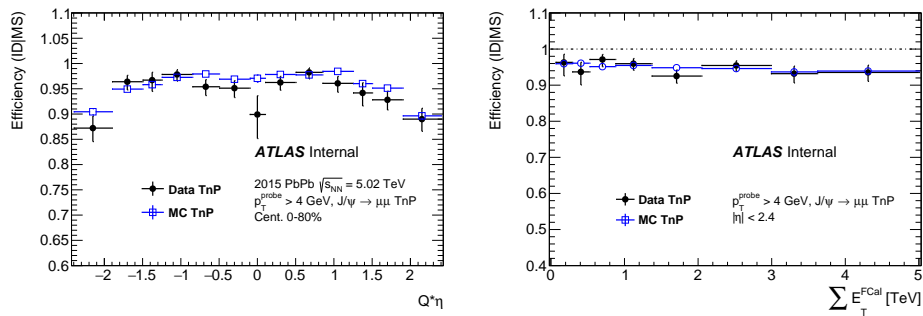 Efficiency (ID|MS)
1.1
1.05
1
0.95
0.9
0.85
0.8
0.75
0.7
0.65
0.6
ATLAS Internal
Data TnP
MC TnP
2015 PbPb √s_NN = 5.02 TeV
p_T^probe > 4 GeV, J/ψ → μμ TnP
Cent. 0-80%
−2 −1.5 −1 −0.5 0 0.5 1 1.5 2
Q*η
Efficiency (ID|MS)
1.1
1
0.9
0.8
0.7
0.6
0.5
0.4
ATLAS Internal
Data TnP
MC TnP
p_T^probe > 4 GeV, J/ψ → μμ TnP
|η| < 2.4
0 1 2 3 4 5
∑ E_T^FCal [TeV]